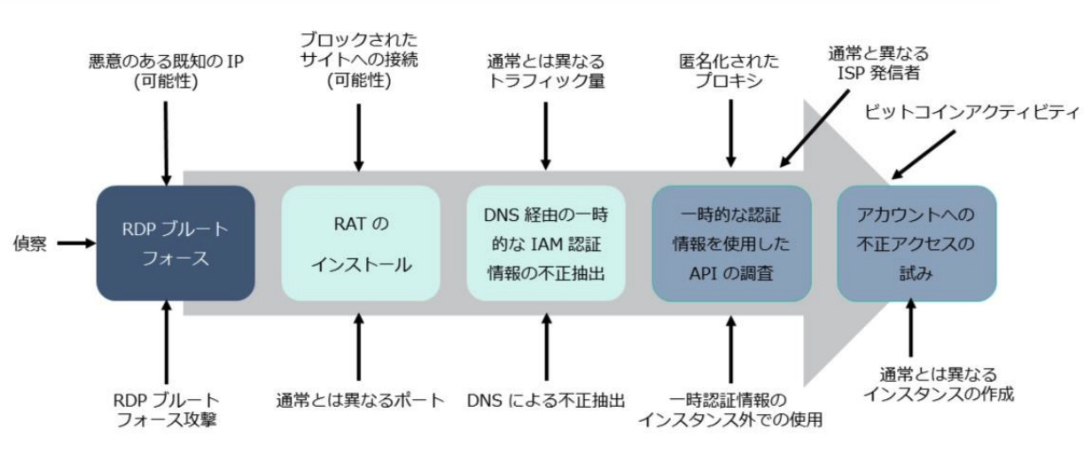 悪意のある既知の IP
(可能性)
ブロックされた
サイトへの接続
(可能性)
通常とは異なる
トラフィック量
匿名化された
プロキシ
通常と異なる
ISP 発信者
ビットコインアクティビティ
偵察
RDP ブルート
フォース
RAT の
インストール
DNS 経由の一時
的な IAM 認証
情報の不正抽出
一時的な認証
情報を使用した
API の調査
アカウントへの
不正アクセスの
試み
RDP ブルート
フォース攻撃
通常とは異なるポート
DNS による不正抽出
一時認証情報の
インスタンス外での使用
通常とは異なる
インスタンスの作成